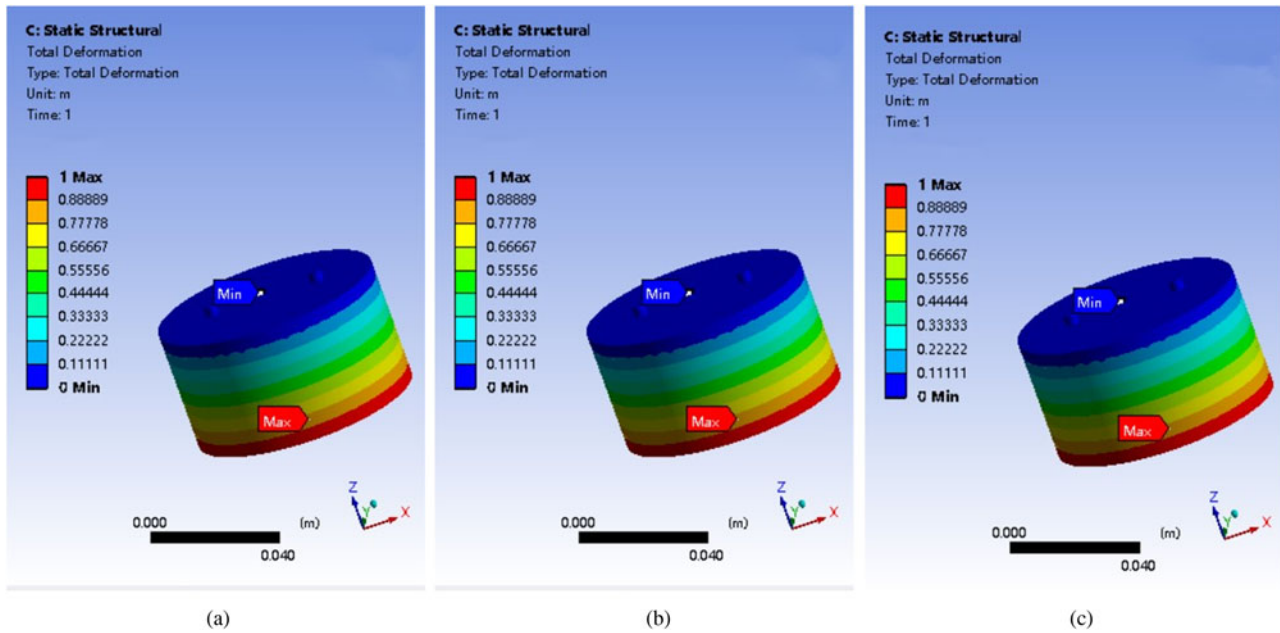 C: Static Structural
Total Deformation
Type: Total Deformation
Unit: m
Time: 1
1 Max
0.88889
0.77778
0.66667
0.55556
0.44444
0.33333
0.22222
0.11111
0 Min
Min
Max
Z
Y
X
0.000
(m)
0.040
(a)
C: Static Structural
Total Deformation
Type: Total Deformation
Unit: m
Time: 1
1 Max
0.88889
0.77778
0.66667
0.55556
0.44444
0.33333
0.22222
0.11111
0 Min
Min
Max
Z
Y
X
0.000
(m)
0.040
(b)
C: Static Structural
Total Deformation
Type: Total Deformation
Unit: m
Time: 1
1 Max
0.88889
0.77778
0.66667
0.55556
0.44444
0.33333
0.22222
0.11111
0 Min
Min
Max
Z
Y
X
0.000
(m)
0.040
(c)